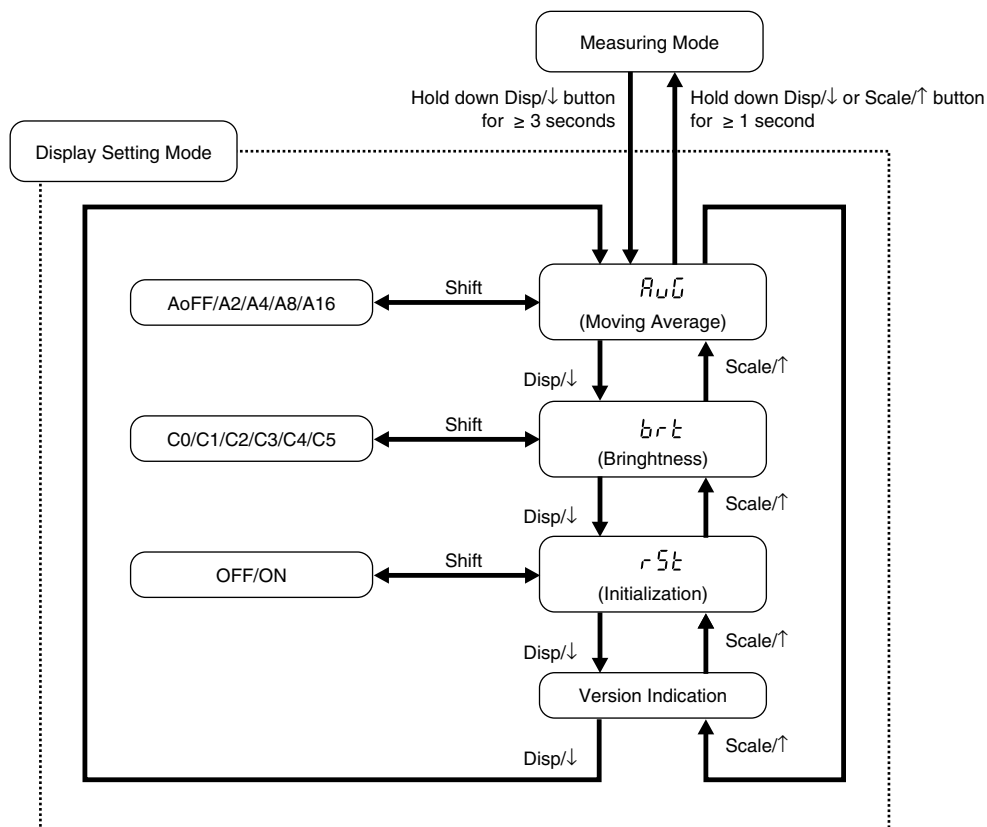 Measuring Mode
Hold down Disp/↓ button
for ≥ 3 seconds
Hold down Disp/↓ or Scale/↑ button
for ≥ 1 second
Display Setting Mode
AvG
(Moving Average)
AoFF/A2/A4/A8/A16
Shift
Disp/↓
Scale/↑
brt
(Bringhtness)
C0/C1/C2/C3/C4/C5
Shift
Disp/↓
Scale/↑
rSt
(Initialization)
OFF/ON
Shift
Disp/↓
Scale/↑
Version Indication
Disp/↓
Scale/↑